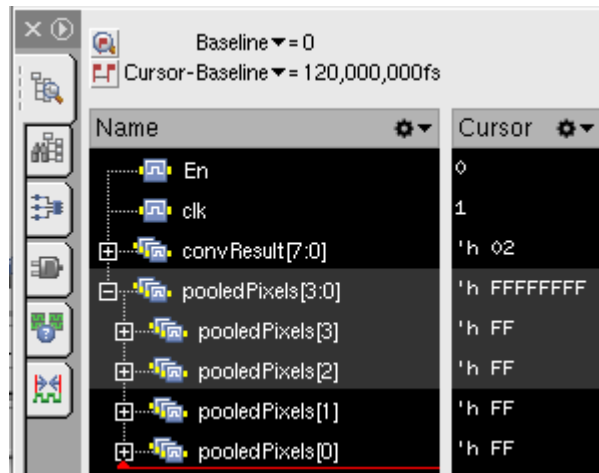 Baseline▼= 0
Cursor-Baseline▼= 120,000,000fs
Name Cursor
En 0
clk 1
convResult[7:0] 'h 02
pooledPixels[3:0] 'h FFFFFFFF
pooledPixels[3] 'h FF
pooledPixels[2] 'h FF
pooledPixels[1] 'h FF
pooledPixels[0] 'h FF